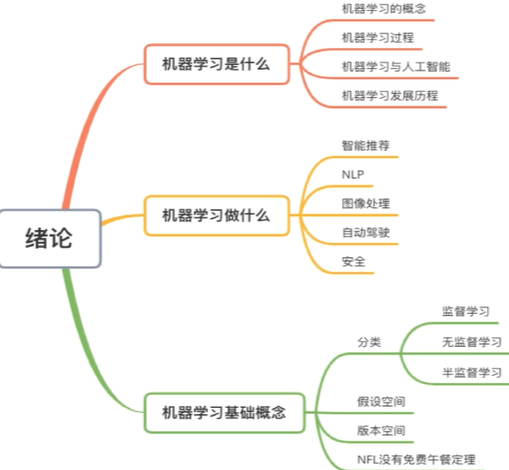 绪论
机器学习是什么
机器学习的概念
机器学习过程
机器学习与人工智能
机器学习发展历程
机器学习做什么
智能推荐
NLP
图像处理
自动驾驶
安全
机器学习基础概念
分类
监督学习
无监督学习
半监督学习
假设空间
版本空间
NFL没有免费午餐定理